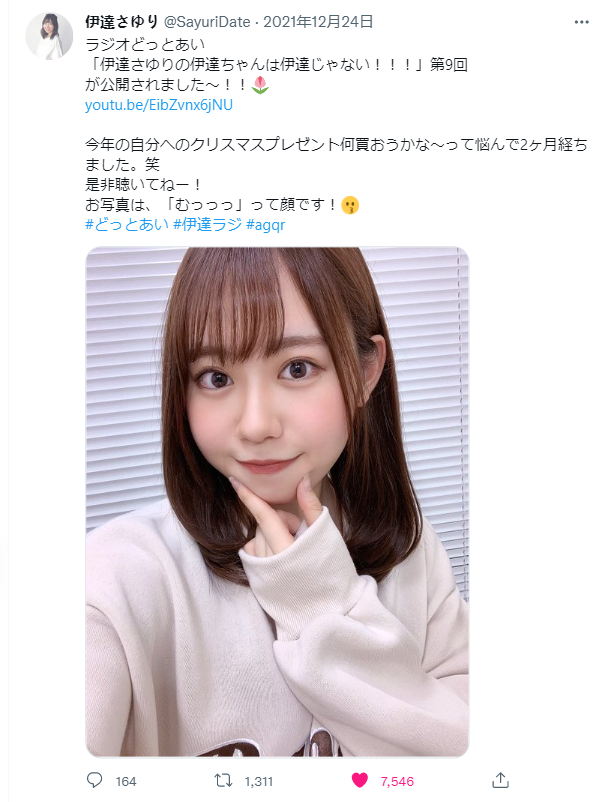 伊達さゆり @SayuriDate · 2021年12月24日
ラジオどっとあい
「伊達さゆりの伊達ちゃんは伊達じゃない！！！」第9回
が公開されました〜！！🌷
youtu.be/EibZvnx6jNU
今年の自分へのクリスマスプレゼント何買おうかな〜って悩んで2ヶ月経ち
ました。笑
是非聴いてねー！
お写真は、「むっっっ」って顔です！🤫
#どっとあい #伊達ラジ #agqr
164 1,311 7,546